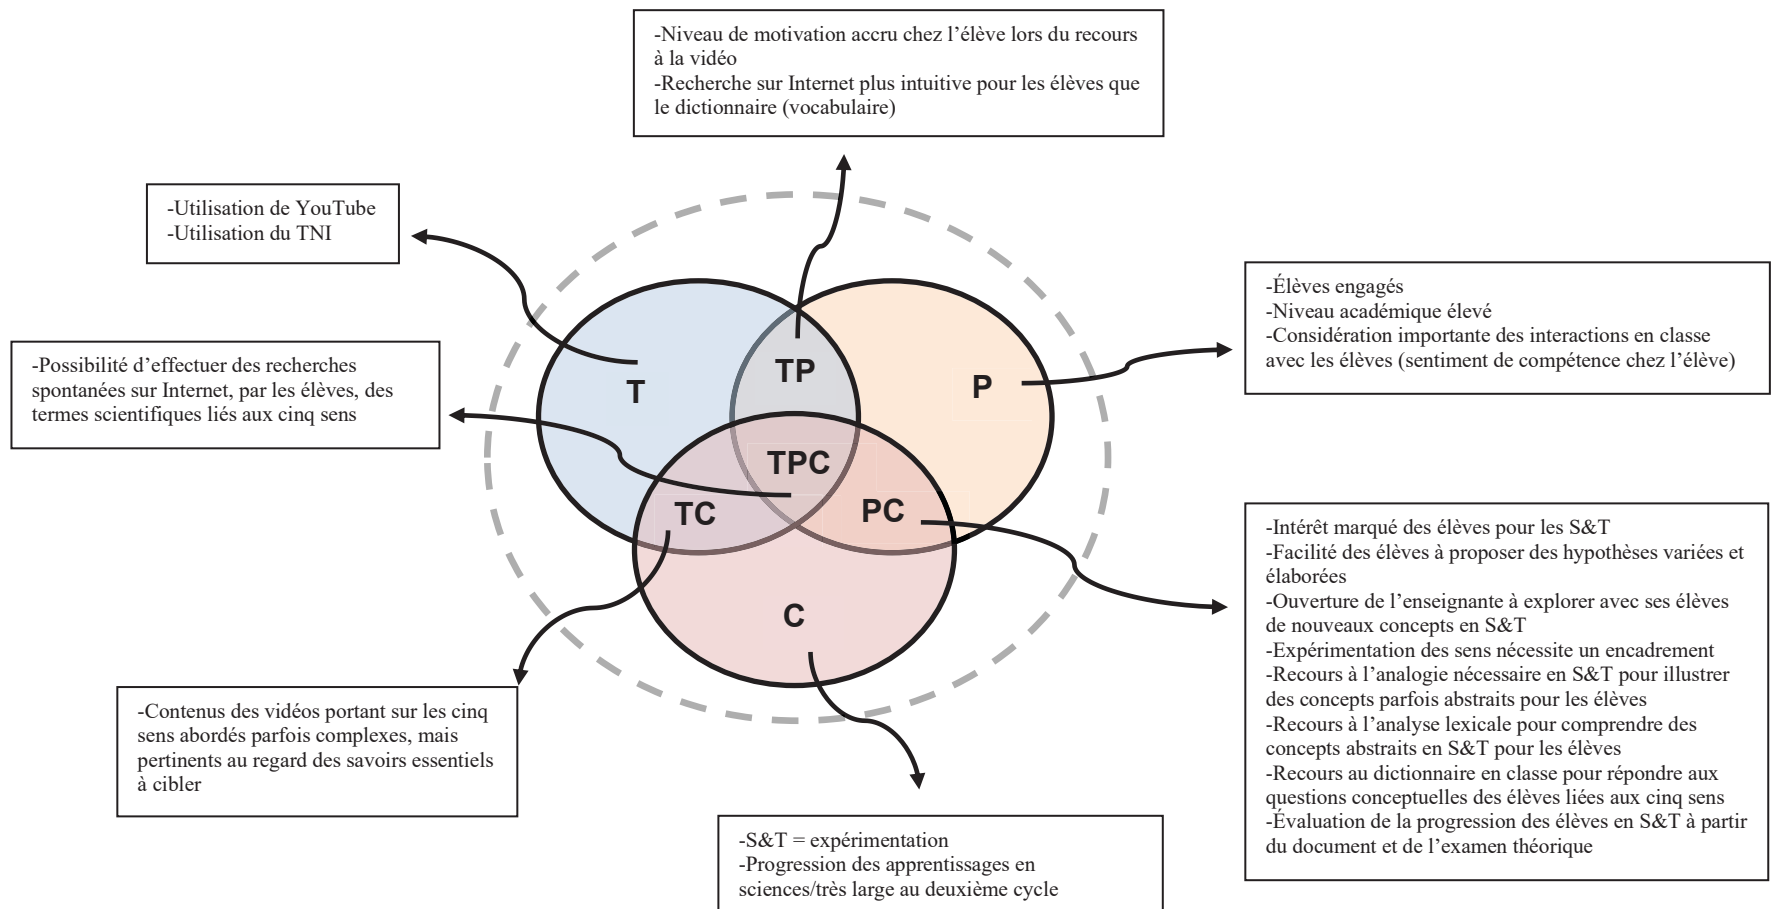 -Niveau de motivation accru chez l’élève lors du recours
à la vidéo
-Recherche sur Internet plus intuitive pour les élèves que
le dictionnaire (vocabulaire)
-Utilisation de YouTube
-Utilisation du TNI
-Élèves engagés
-Niveau académique élevé
-Considération importante des interactions en classe
avec les élèves (sentiment de compétence chez l’élève)
-Possibilité d’effectuer des recherches
spontanées sur Internet, par les élèves, des
termes scientifiques liés aux cinq sens
T
TP
P
TPC
TC
PC
C
-Intérêt marqué des élèves pour les S&T
-Facilité des élèves à proposer des hypothèses variées et
élaborées
-Ouverture de l’enseignante à explorer avec ses élèves
de nouveaux concepts en S&T
-Expérimentation des sens nécessite un encadrement
-Recours à l’analogie nécessaire en S&T pour illustrer
des concepts parfois abstraits pour les élèves
-Recours à l’analyse lexicale pour comprendre des
concepts abstraits en S&T pour les élèves
-Recours au dictionnaire en classe pour répondre aux
questions conceptuelles des élèves liées aux cinq sens
-Évaluation de la progression des élèves en S&T à partir
du document et de l’examen théorique
-Contenus des vidéos portant sur les cinq
sens abordés parfois complexes, mais
pertinents au regard des savoirs essentiels
à cibler
-S&T = expérimentation
-Progression des apprentissages en
sciences/très large au deuxième cycle